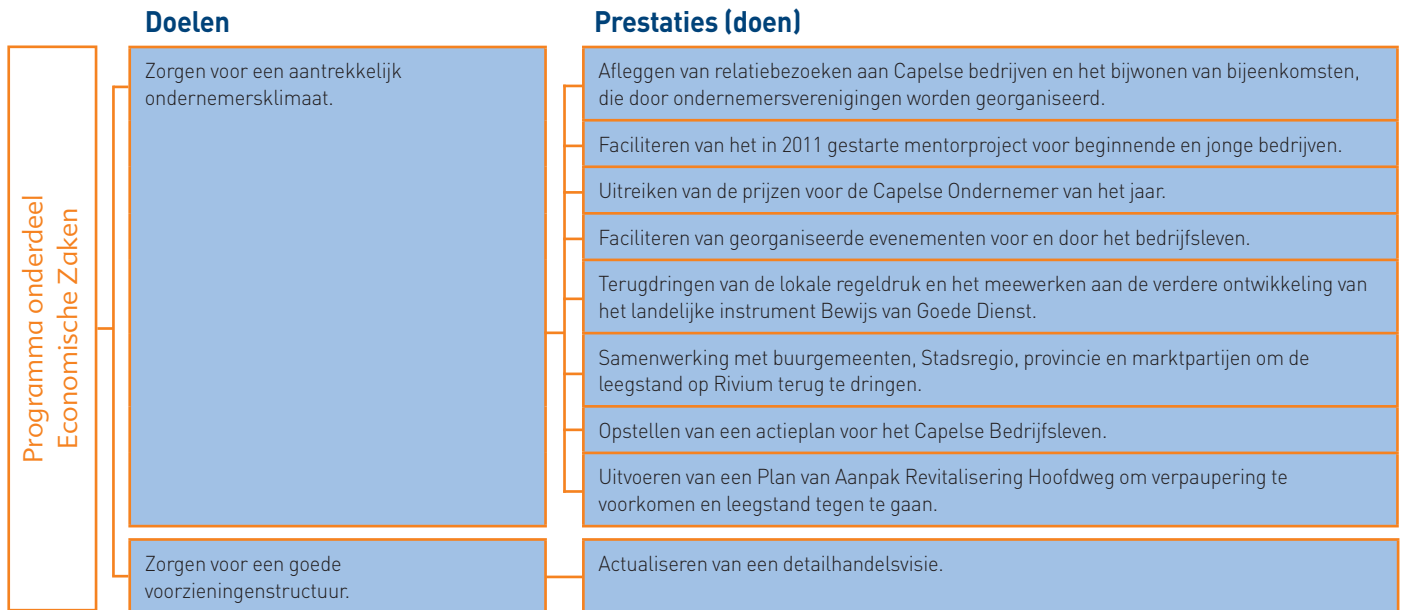 Doelen
Prestaties (doen)
Programma onderdeel
Economische Zaken
Zorgen voor een aantrekkelijk
ondernemersklimaat.
Afleggen van relatiebezoeken aan Capelse bedrijven en het bijwonen van bijeenkomsten,
die door ondernemersverenigingen worden georganiseerd.
Faciliteren van het in 2011 gestarte mentorproject voor beginnende en jonge bedrijven.
Uitreiken van de prijzen voor de Capelse Ondernemer van het jaar.
Faciliteren van georganiseerde evenementen voor en door het bedrijfsleven.
Terugdringen van de lokale regeldruk en het meewerken aan de verdere ontwikkeling van
het landelijke instrument Bewijs van Goede Dienst.
Samenwerking met buurgemeenten, Stadsregio, provincie en marktpartijen om de
leegstand op Rivium terug te dringen.
Opstellen van een actieplan voor het Capelse Bedrijfsleven.
Uitvoeren van een Plan van Aanpak Revitalisering Hoofdweg om verpaupering te
voorkomen en leegstand tegen te gaan.
Zorgen voor een goede
voorzieningenstructuur.
Actualiseren van een detailhandelsvisie.